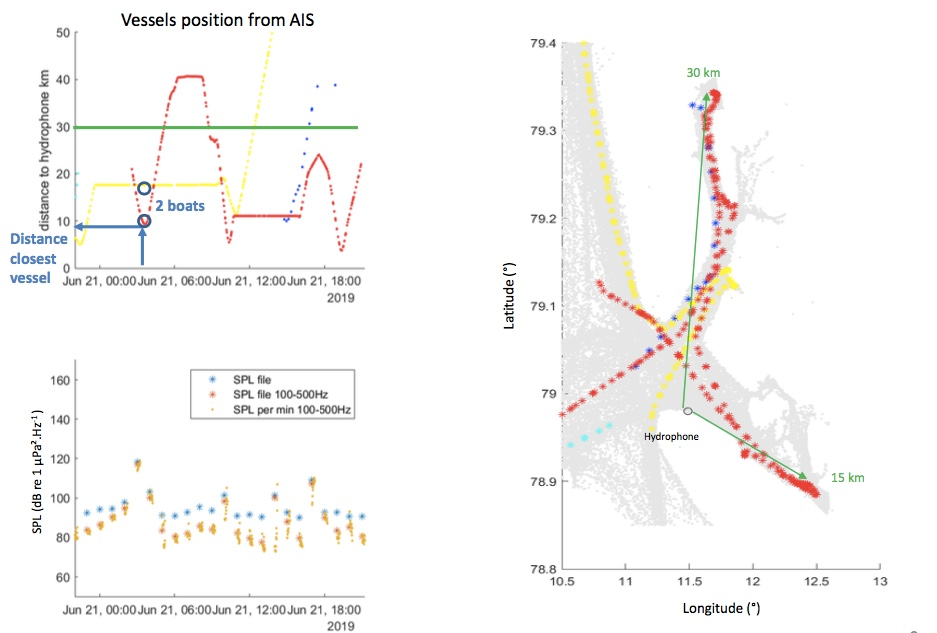 Vessels position from AIS
distance to hydrophone km
50
40
30
20
10
0
2 boats
Distance
closest
vessel
Jun 21, 00:00
Jun 21, 06:00
Jun 21, 12:00
Jun 21, 18:00
2019
SPL (dB re 1 µPa².Hz⁻¹)
160
140
120
100
80
60
SPL file
SPL file 100-500Hz
SPL per min 100-500Hz
Jun 21, 00:00
Jun 21, 06:00
Jun 21, 12:00
Jun 21, 18:00
2019
Latitude (°)
79.4
79.3
79.2
79.1
79
78.9
78.8
30 km
Hydrophone
15 km
10.5
11
11.5
12
12.5
13
Longitude (°)